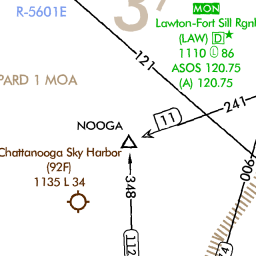 R-5601E
MON
Lawton-Fort Sill Rgnl
(LAW) D★
1110 L 86
ASOS 120.75
(A) 120.75
121
PARD 1 MOA
241
11
NOOGA
Chattanooga Sky Harbor
(92F)
1135 L 34
348
112
006